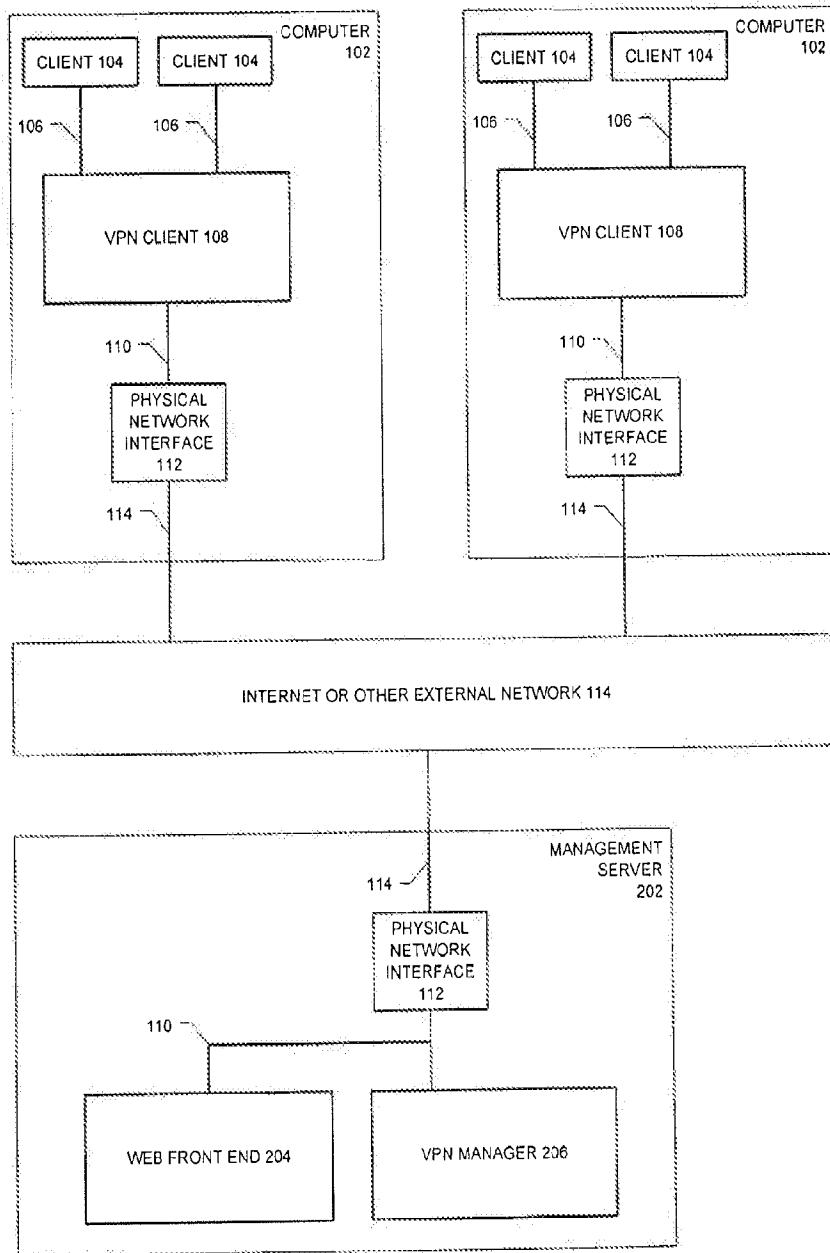 COMPUTER
102
CLIENT 104
CLIENT 104
106
106
VPN CLIENT 108
110
PHYSICAL
NETWORK
INTERFACE
112
114
COMPUTER
102
CLIENT 104
CLIENT 104
106
106
VPN CLIENT 108
110
PHYSICAL
NETWORK
INTERFACE
112
114
INTERNET OR OTHER EXTERNAL NETWORK 114
MANAGEMENT
SERVER
202
114
PHYSICAL
NETWORK
INTERFACE
112
110
WEB FRONT END 204
VPN MANAGER 206